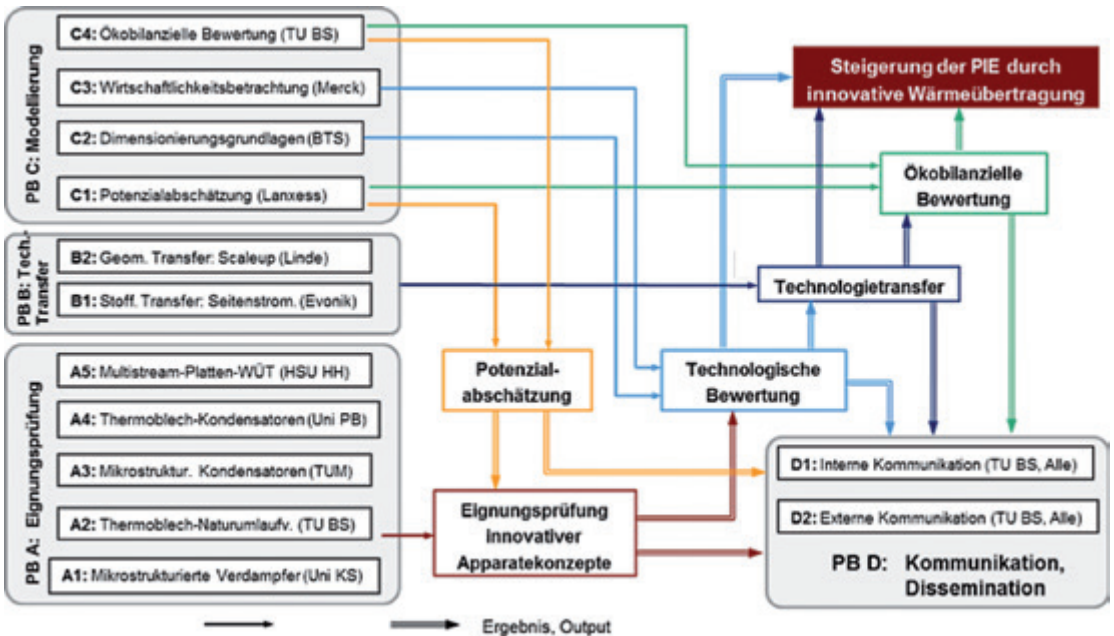 PB C: Modellierung
C4: Ökobilanzielle Bewertung (TU BS)
C3: Wirtschaftlichkeitsbetrachtung (Merck)
C2: Dimensionierungsgrundlagen (BTS)
C1: Potenzialabschätzung (Lanxess)
PB B: Tech.-
Transfer
B2: Geom. Transfer: Scaleup (Linde)
B1: Stoff. Transfer: Seitenstrom. (Evonik)
PB A: Eignungsprüfung
A5: Multistream-Platten-WÜT (HSU HH)
A4: Thermoblech-Kondensatoren (Uni PB)
A3: Mikrostruktur. Kondensatoren (TUM)
A2: Thermoblech-Naturumlaufv. (TU BS)
A1: Mikrostrukturierte Verdampfer (Uni KS)
Steigerung der PIE durch
innovative Wärmeübertragung
Ökobilanzielle
Bewertung
Technologietransfer
Potenzial-
abschätzung
Technologische
Bewertung
Eignungsprüfung
Innovativer
Apparatekonzepte
D1: Interne Kommunikation (TU BS, Alle)
D2: Externe Kommunikation (TU BS, Alle)
PB D: Kommunikation,
Dissemination
Ergebnis, Output